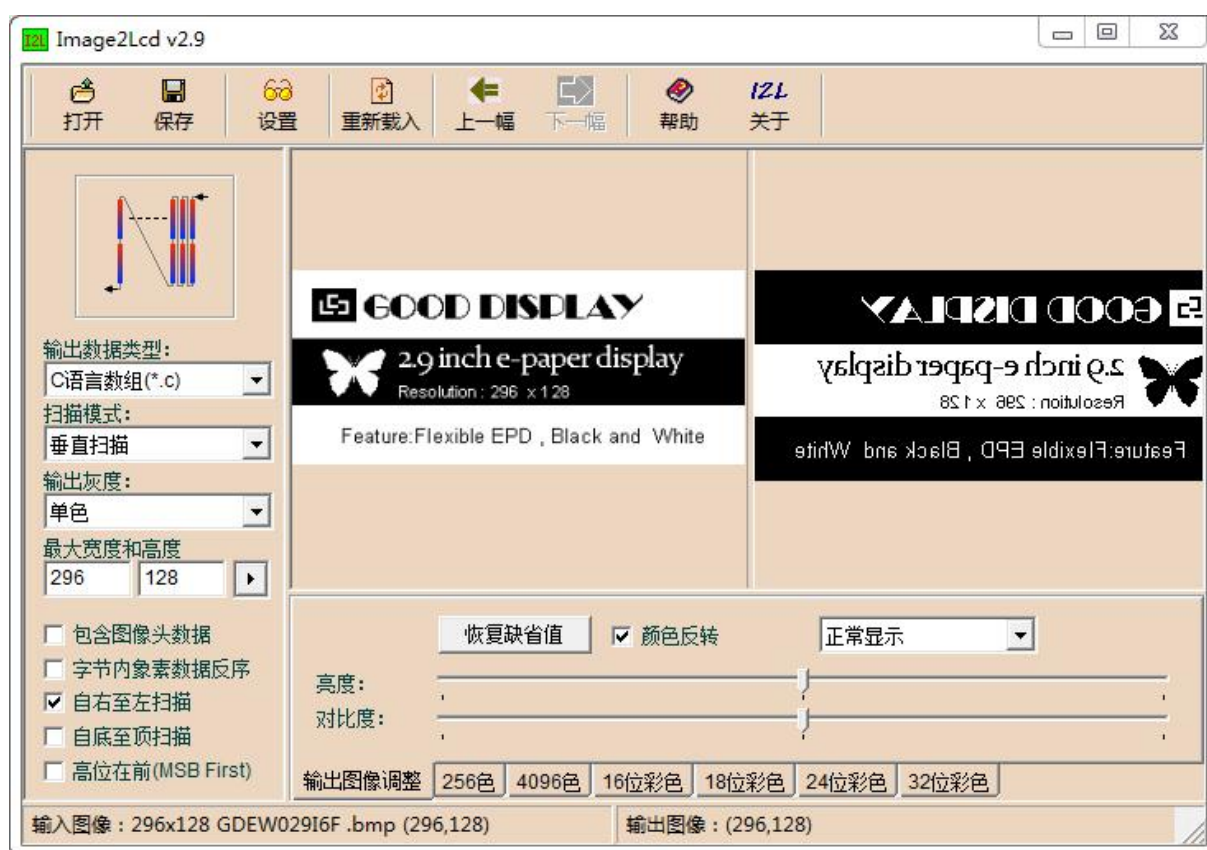 I2L Image2Lcd v2.9
打开 保存 设置 重新载入 上一幅 下一幅 帮助 I2L 关于
输出数据类型:
C语言数组(*.c)
扫描模式:
垂直扫描
输出灰度:
单色
最大宽度和高度
296 128
包含图像头数据
字节内象素数据反序
自右至左扫描
自底至顶扫描
高位在前(MSB First)
GOOD DISPLAY
2.9 inch e-paper display
Resolution : 296 x 128
Feature:Flexible EPD , Black and White
GOOD DISPLAY
2.9 inch e-paper display
Resolution : 296 x 128
Feature:Flexible EPD , Black and White
恢复缺省值 颜色反转 正常显示
亮度:
对比度:
输出图像调整 256色 4096色 16位彩色 18位彩色 24位彩色 32位彩色
输入图像：296x128 GDEW029I6F .bmp (296,128) 输出图像：(296,128)